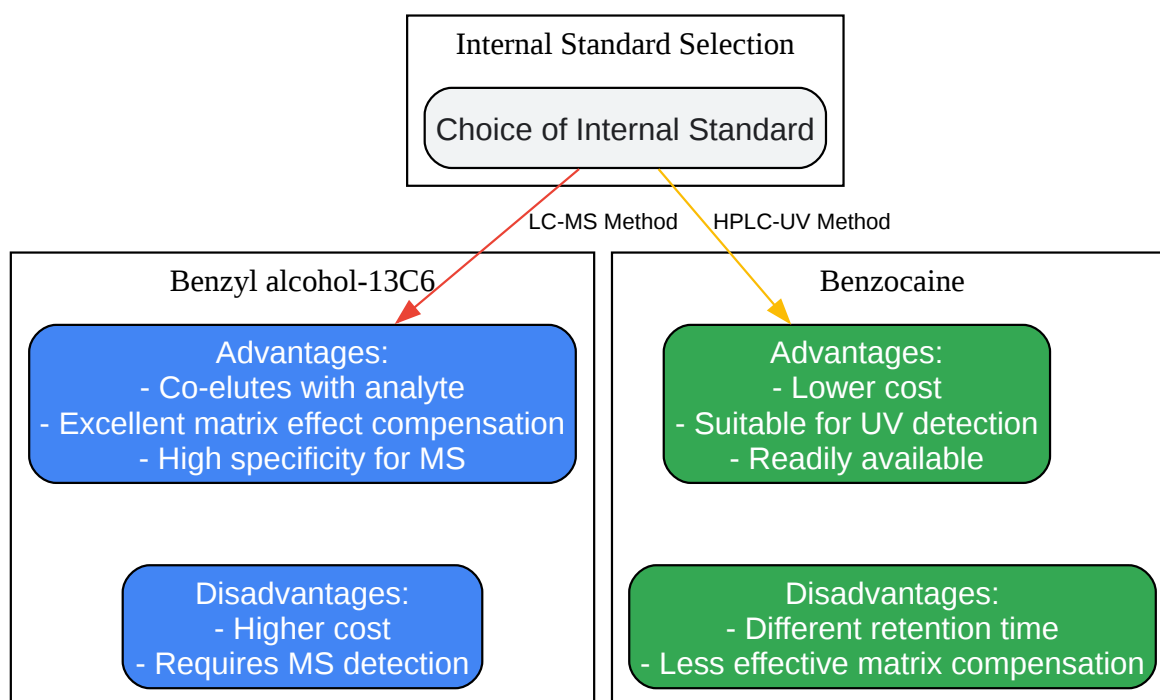 Internal Standard Selection
Choice of Internal Standard
LC-MS Method
HPLC-UV Method
Benzyl alcohol-13C6
Advantages:
- Co-elutes with analyte
- Excellent matrix effect compensation
- High specificity for MS
Disadvantages:
- Higher cost
- Requires MS detection
Benzocaine
Advantages:
- Lower cost
- Suitable for UV detection
- Readily available
Disadvantages:
- Different retention time
- Less effective matrix compensation